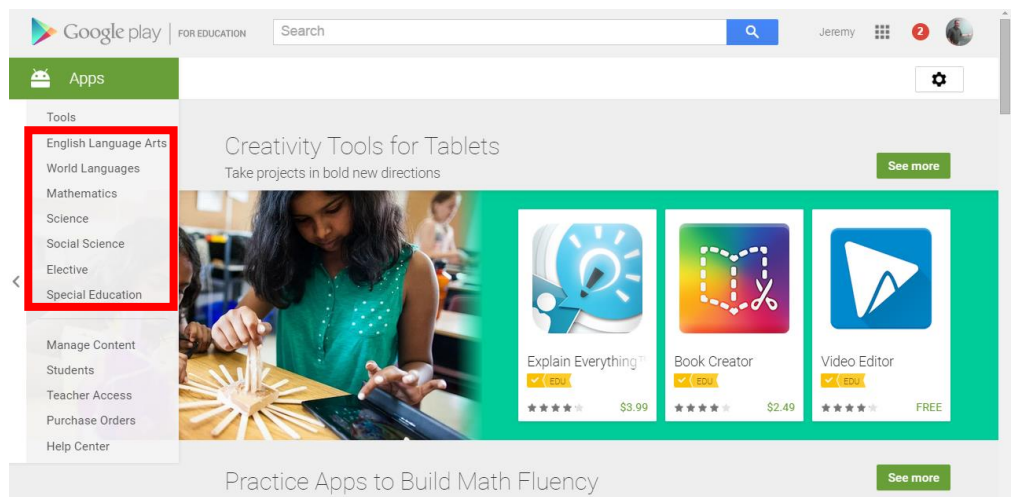 Google play FOR EDUCATION
Search
Jeremy
2
Apps
Tools
English Language Arts
World Languages
Mathematics
Science
Social Science
Elective
Special Education
Manage Content
Students
Teacher Access
Purchase Orders
Help Center
Creativity Tools for Tablets
Take projects in bold new directions
See more
Explain Everything™
EDU
$3.99
Book Creator
EDU
$2.49
Video Editor
EDU
FREE
Practice Apps to Build Math Fluency
See more